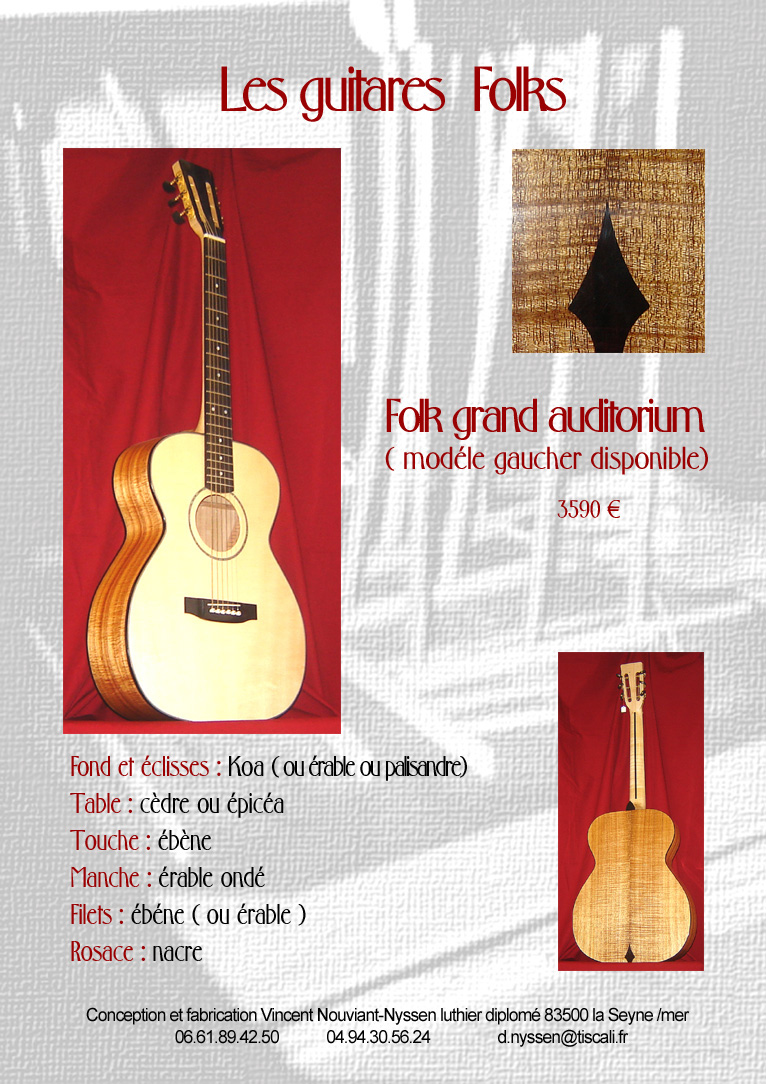 Les guitares Folks
Folk grand auditorium
( modéle gaucher disponible)
3590 €
Fond et éclisses : Koa ( ou érable ou palisandre)
Table : cèdre ou épicéa
Touche : ébène
Manche : érable ondé
Filets : ébéne ( ou érable )
Rosace : nacre
Conception et fabrication Vincent Nouviant-Nyssen luthier diplomé 83500 la Seyne /mer
06.61.89.42.50 04.94.30.56.24 d.nyssen@tiscali.fr